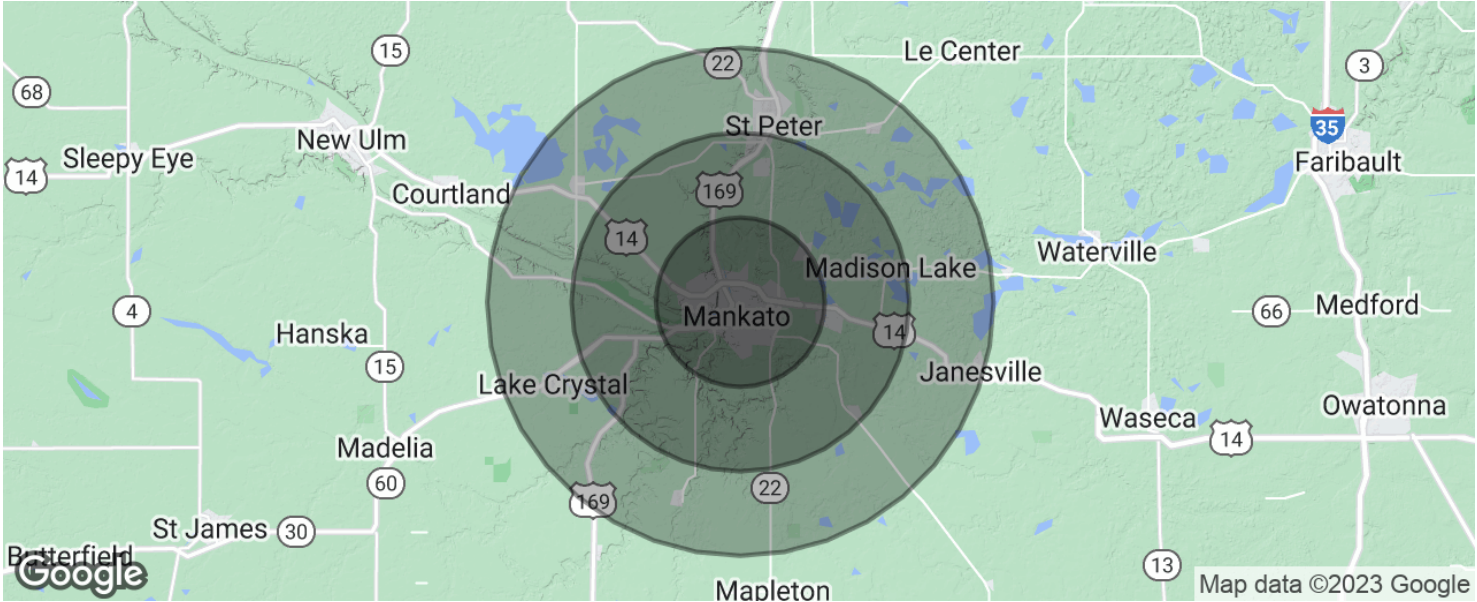 15
22
Le Center
3
68
St Peter
35
New Ulm
Sleepy Eye
Faribault
14
Courtland
169
14
Waterville
Madison Lake
4
Mankato
66
Medford
Hanska
14
15
Janesville
Lake Crystal
Owatonna
Waseca
14
Madelia
60
22
169
St James
30
Butterfield
13
Google
Mapleton
Map data ©2023 Google